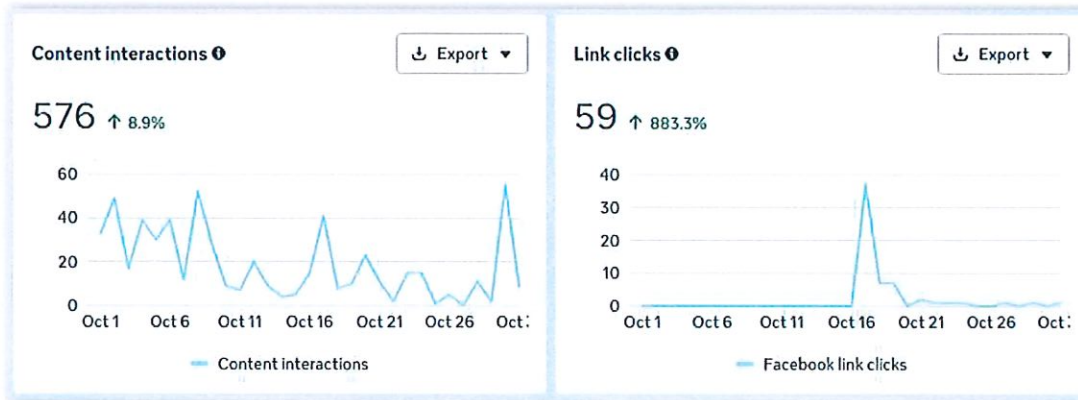 Content interactions
Export
576 ↑ 8.9%
60
40
20
0
Oct 1 Oct 6 Oct 11 Oct 16 Oct 21 Oct 26 Oct
Content interactions
Link clicks
Export
59 ↑ 883.3%
40
30
20
10
0
Oct 1 Oct 6 Oct 11 Oct 16 Oct 21 Oct 26 Oct
Facebook link clicks